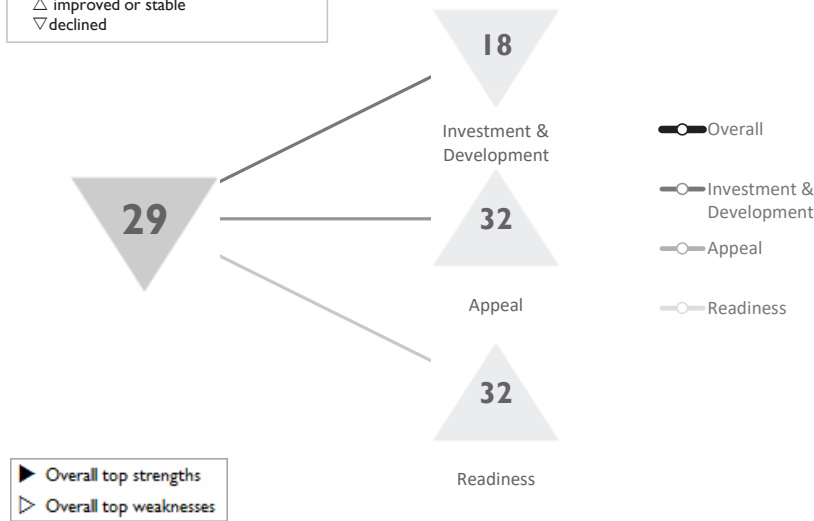 △ improved or stable
▽ declined
18
Investment &
Development
29
32
Appeal
32
Readiness
Overall
Investment &
Development
Appeal
Readiness
▶ Overall top strengths
▷ Overall top weaknesses